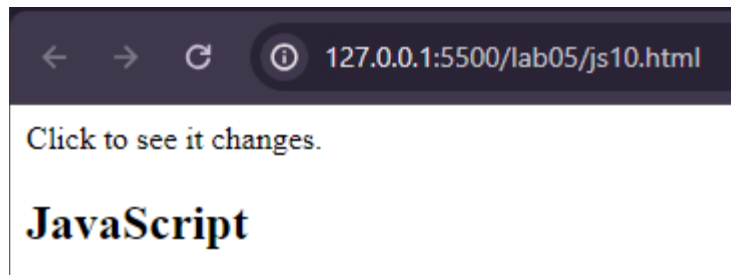 127.0.0.1:5500/lab05/js10.html
Click to see it changes.
JavaScript